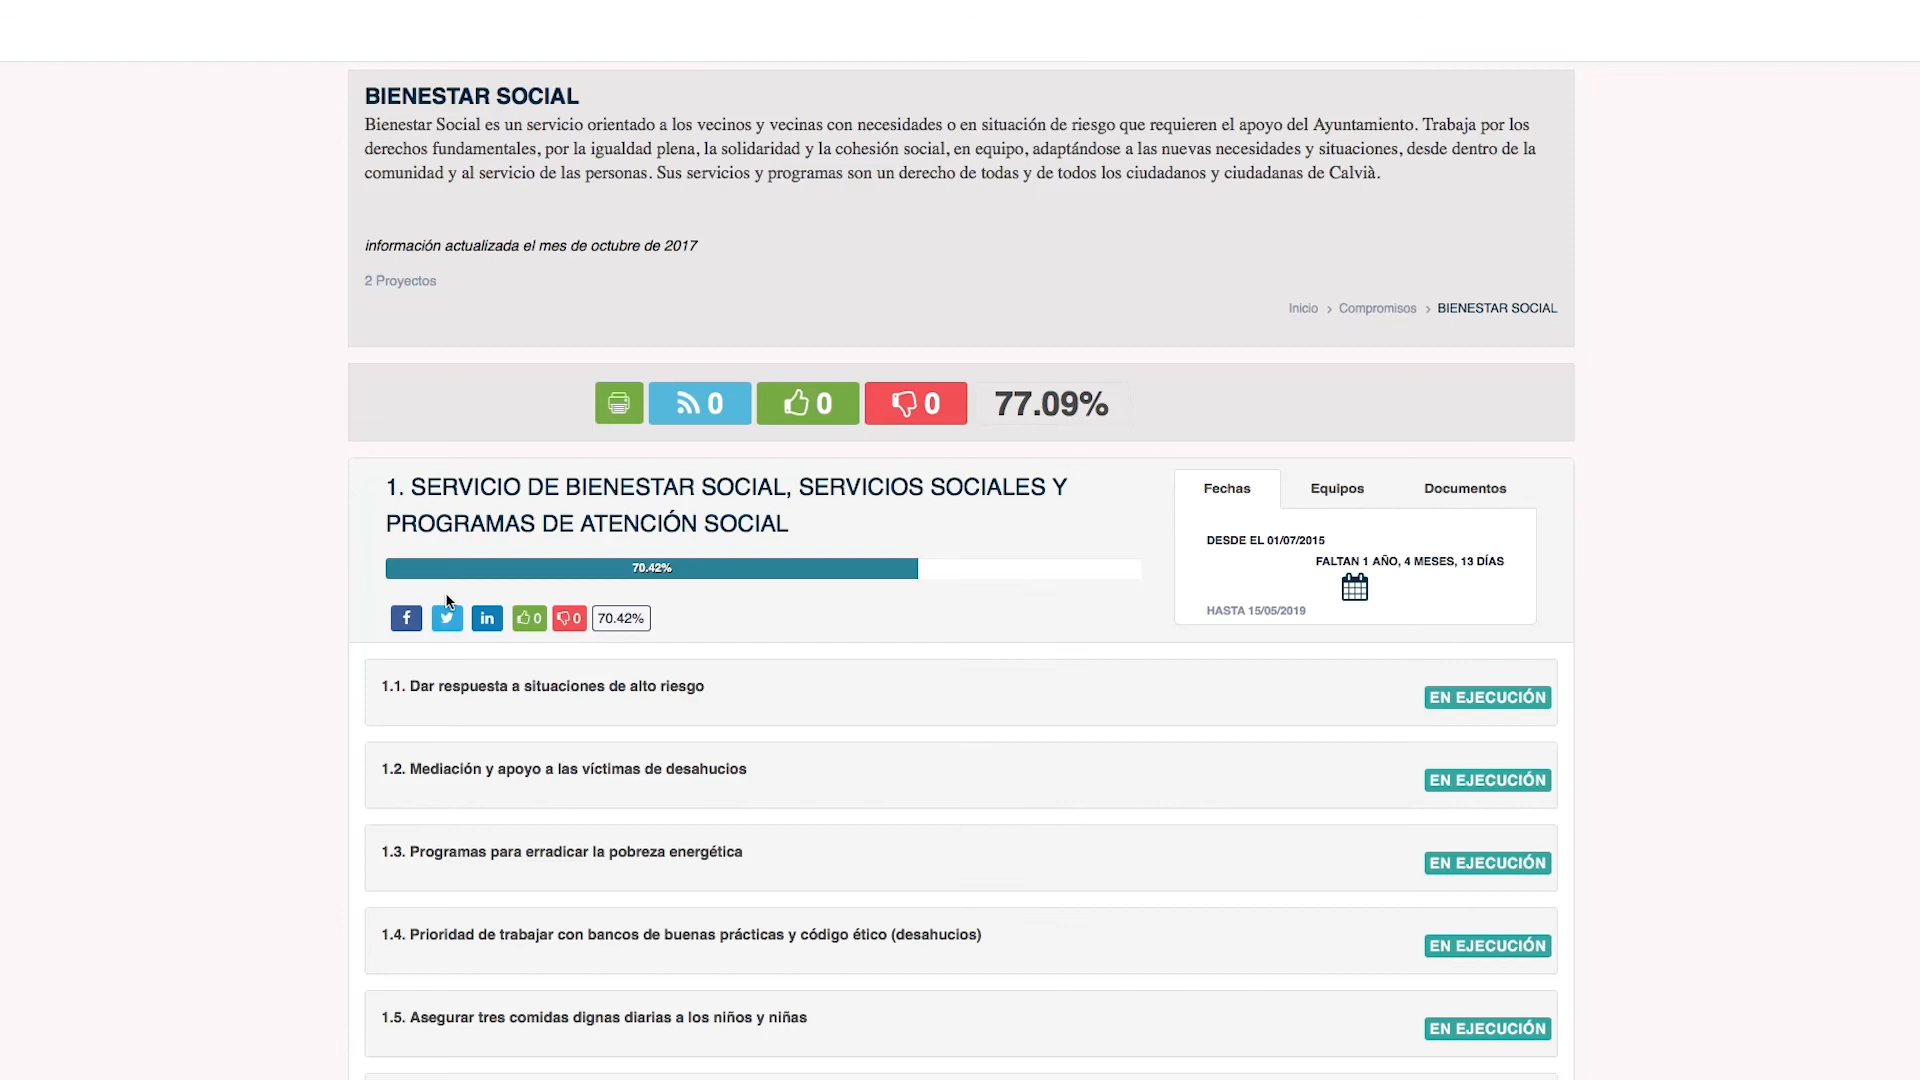 BIENESTAR SOCIAL
Bienestar Social es un servicio orientado a los vecinos y vecinas con necesidades o en situación de riesgo que requieren el apoyo del Ayuntamiento. Trabaja por los
derechos fundamentales, por la igualdad plena, la solidaridad y la cohesión social, en equipo, adaptándose a las nuevas necesidades y situaciones, desde dentro de la
comunidad y al servicio de las personas. Sus servicios y programas son un derecho de todas y de todos los ciudadanos y ciudadanas de Calvià.
información actualizada el mes de octubre de 2017
2 Proyectos
Inicio > Compromisos > BIENESTAR SOCIAL
0 0 0 77.09%
1. SERVICIO DE BIENESTAR SOCIAL, SERVICIOS SOCIALES Y
PROGRAMAS DE ATENCIÓN SOCIAL
70.42%
0 0 70.42%
Fechas Equipos Documentos
DESDE EL 01/07/2015
FALTAN 1 AÑO, 4 MESES, 13 DÍAS
HASTA 15/05/2019
1.1. Dar respuesta a situaciones de alto riesgo
EN EJECUCIÓN
1.2. Mediación y apoyo a las víctimas de desahucios
EN EJECUCIÓN
1.3. Programas para erradicar la pobreza energética
EN EJECUCIÓN
1.4. Prioridad de trabajar con bancos de buenas prácticas y código ético (desahucios)
EN EJECUCIÓN
1.5. Asegurar tres comidas dignas diarias a los niños y niñas
EN EJECUCIÓN